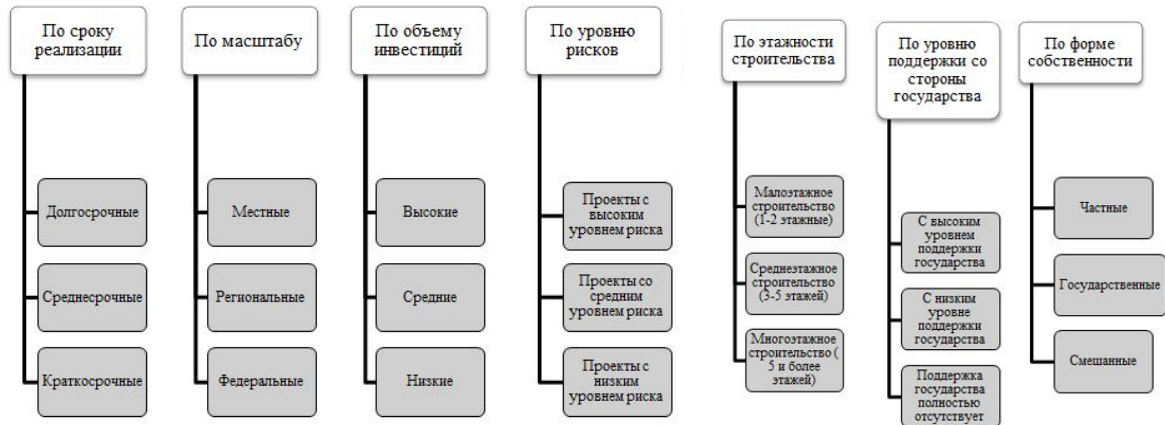 По сроку
реализации
Долгосрочные
Среднесрочные
Краткосрочные
По масштабу
Местные
Региональные
Федеральные
По объему
инвестиций
Высокие
Средние
Низкие
По уровню
рисков
Проекты с
высоким
уровнем риска
Проекты со
средним
уровнем риска
Проекты с
низким
уровнем риска
По этажности
строительства
Малоэтажное
строительство
(1-2 этажные)
Среднеэтажное
строительство
(3-5 этажей)
Многоэтажное
строительство (
5 и более
этажей)
По уровню
поддержки со
стороны
государства
С высоким
уровнем
поддержки
государства
С низким
уровне
поддержки
государства
Поддержка
государства
полностью
отсутствует
По форме
собственности
Частные
Государственные
Смешанные